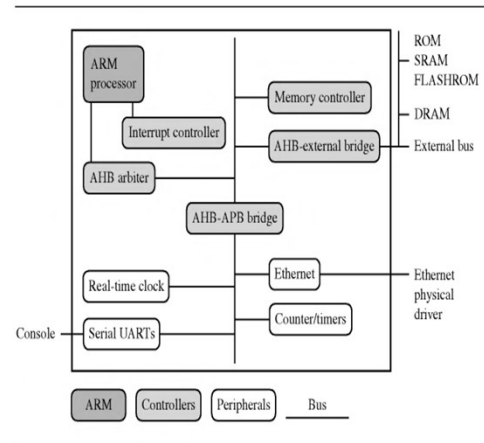 ROM
SRAM
FLASHROM
DRAM
External bus
ARM
processor
Memory controller
Interrupt controller
AHB-external bridge
AHB arbiter
AHB-APB bridge
Real-time clock
Ethernet
Ethernet
physical
driver
Console
Serial UARTs
Counter/timers
ARM
Controllers
Peripherals
Bus